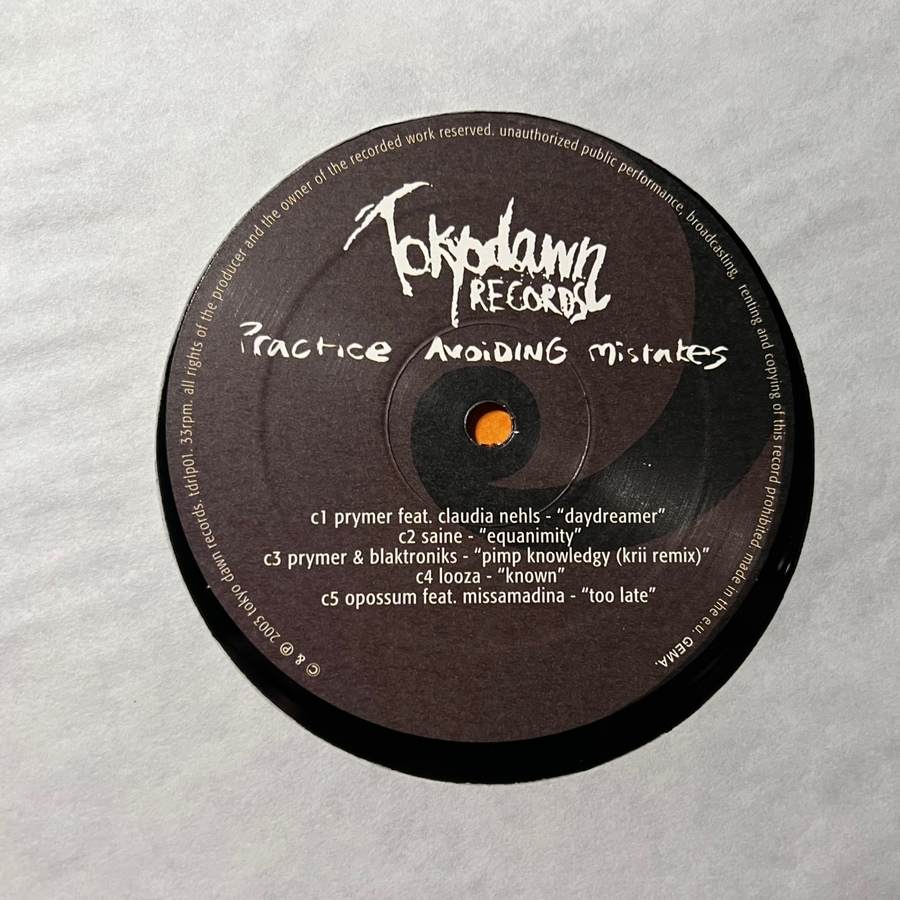 Tokyodawn
RECORDS
Practice AVOiDiNG mistakes
c1 prymer feat. claudia nehls - “daydreamer”
c2 saine - “equanimity”
c3 prymer & blaktroniks - “pimp knowledgy (krii remix)”
c4 looza - “known”
c5 opossum feat. missamadina - “too late”
© & ℗ 2003 tokyo dawn records. tdrlp01. 33rpm. all rights of the producer and the owner of the recorded work reserved. unauthorized public performance, broadcasting, renting and copying of this record prohibited. made in the e.u. GEMA.